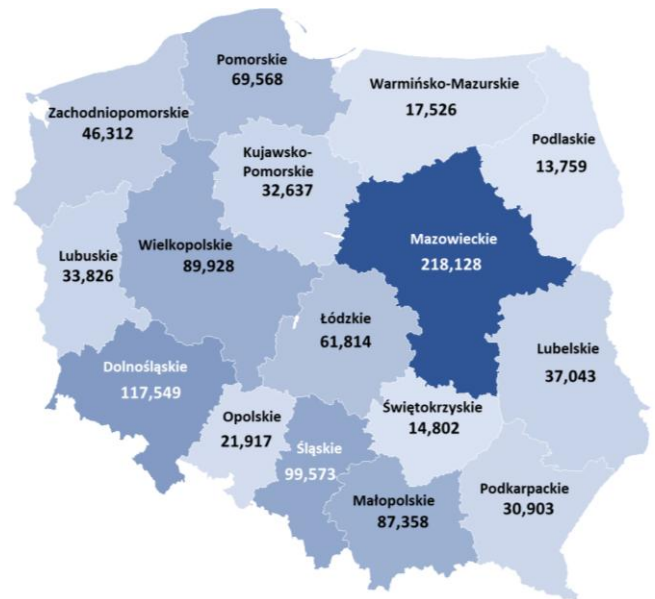 Pomorskie
69,568
Warmińsko-Mazurskie
17,526
Zachodniopomorskie
46,312
Podlaskie
13,759
Kujawsko-
Pomorskie
32,637
Mazowieckie
218,128
Wielkopolskie
89,928
Lubuskie
33,826
Łódzkie
61,814
Lubelskie
37,043
Dolnośląskie
117,549
Świętokrzyskie
14,802
Opolskie
21,917
Śląskie
99,573
Podkarpackie
30,903
Małopolskie
87,358